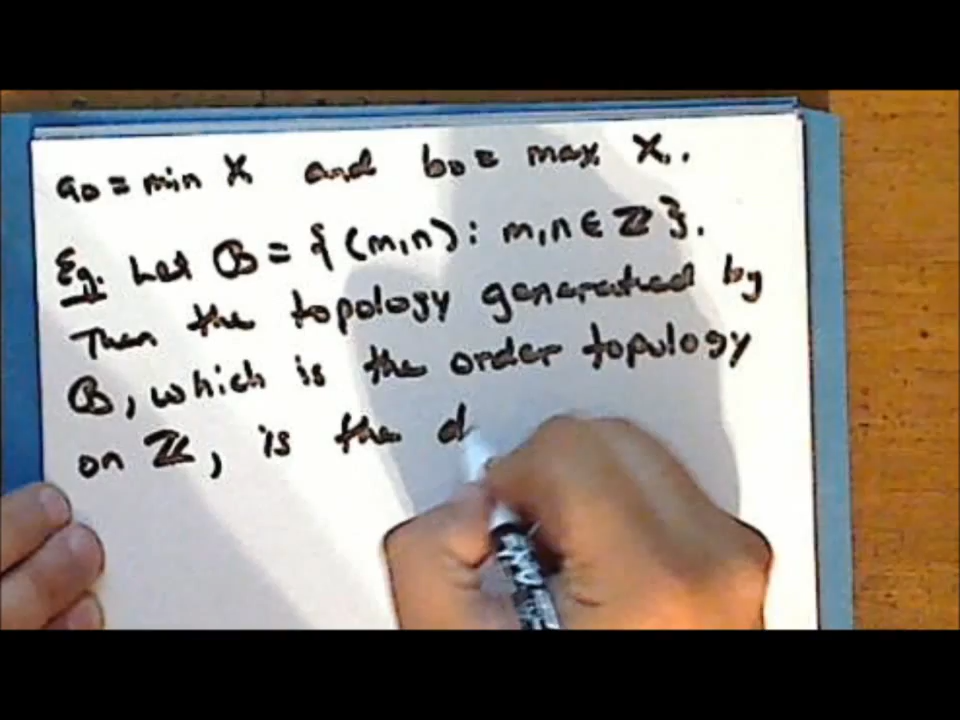 a₀ = min X and b₀ = max X.
Eg. Let ℬ = {(m,n) : m,n ∈ ℤ}.
Then the topology generated by
ℬ, which is the order topology
on ℤ, is the d